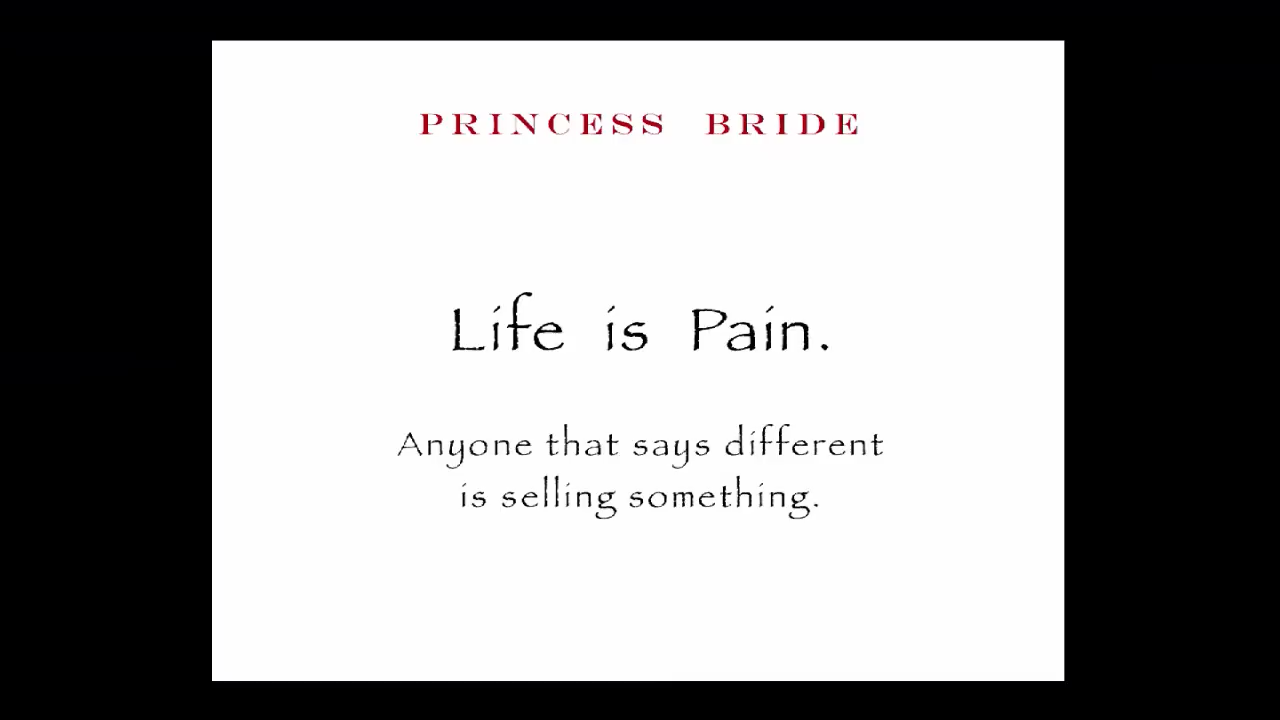 PRINCESS BRIDE
Life is Pain.
Anyone that says different
is selling something.